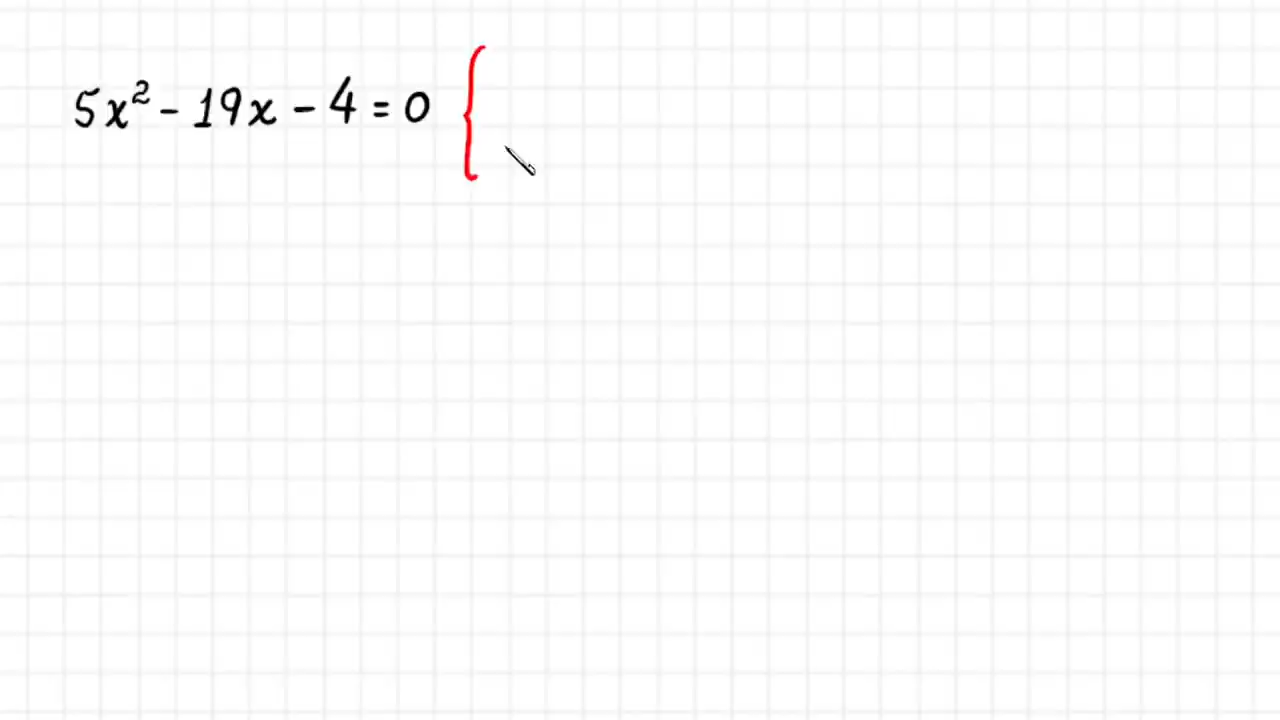 5x² - 19x - 4 = 0 {